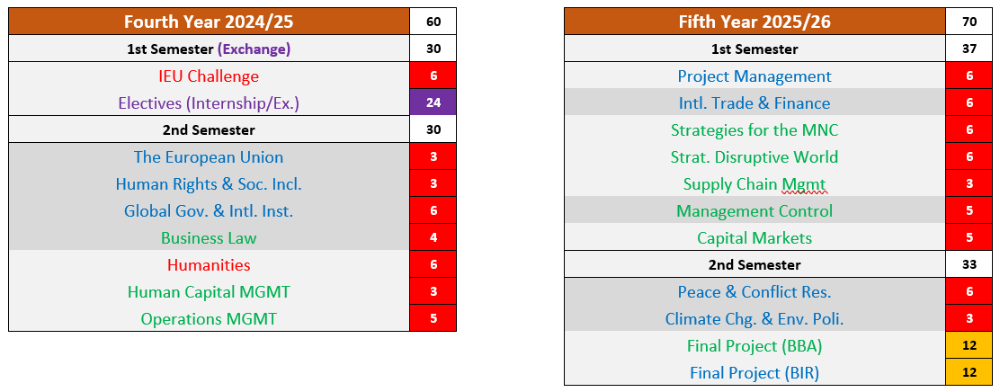 Fourth Year 2024/25 60
1st Semester (Exchange) 30
IEU Challenge 6
Electives (Internship/Ex.) 24
2nd Semester 30
The European Union 3
Human Rights & Soc. Incl. 3
Global Gov. & Intl. Inst. 6
Business Law 4
Humanities 6
Human Capital MGMT 3
Operations MGMT 5
Fifth Year 2025/26 70
1st Semester 37
Project Management 6
Intl. Trade & Finance 6
Strategies for the MNC 6
Strat. Disruptive World 6
Supply Chain Mgmt 3
Management Control 5
Capital Markets 5
2nd Semester 33
Peace & Conflict Res. 6
Climate Chg. & Env. Poli. 3
Final Project (BBA) 12
Final Project (BIR) 12